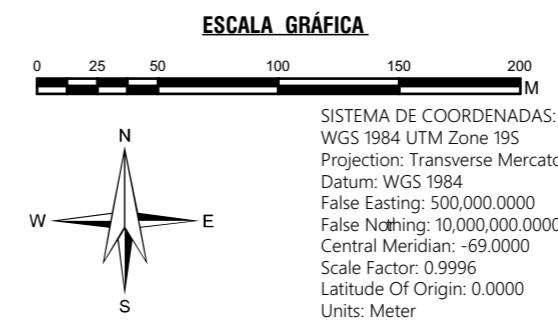 ESCALA GRÁFICA
0 25 50 100 150 200
M
SISTEMA DE COORDENADAS:
WGS 1984 UTM Zone 19S
Projection: Transverse Mercato
Datum: WGS 1984
False Easting: 500,000.0000
False Nothing: 10,000,000.0000
Central Meridian: -69.0000
Scale Factor: 0.9996
Latitude Of Origin: 0.0000
Units: Meter
N
W E
S